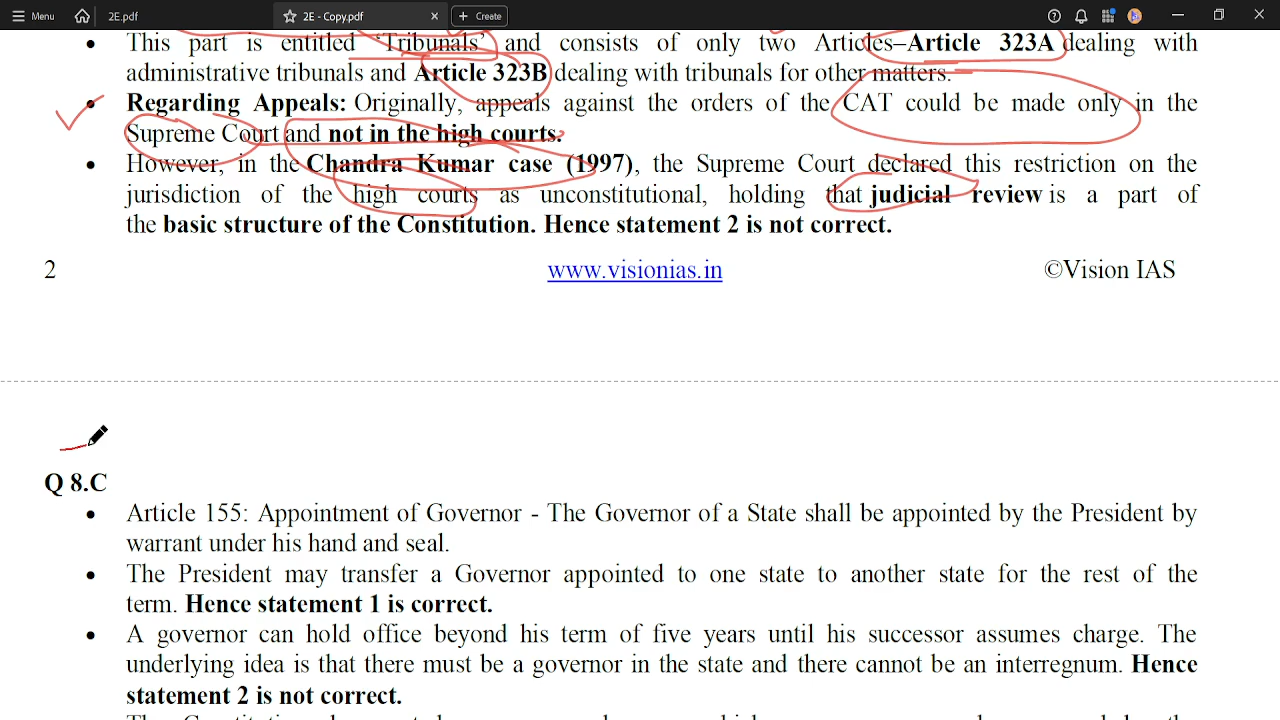 Menu 2E.pdf 2E - Copy.pdf × + Create
• This part is entitled ‘Tribunals’ and consists of only two Articles–Article 323A dealing with
administrative tribunals and Article 323B dealing with tribunals for other matters.
• Regarding Appeals: Originally, appeals against the orders of the CAT could be made only in the
Supreme Court and not in the high courts.
• However, in the Chandra Kumar case (1997), the Supreme Court declared this restriction on the
jurisdiction of the high courts as unconstitutional, holding that judicial review is a part of
the basic structure of the Constitution. Hence statement 2 is not correct.
2 www.visionias.in ©Vision IAS
Q 8.C
• Article 155: Appointment of Governor - The Governor of a State shall be appointed by the President by
warrant under his hand and seal.
• The President may transfer a Governor appointed to one state to another state for the rest of the
term. Hence statement 1 is correct.
• A governor can hold office beyond his term of five years until his successor assumes charge. The
underlying idea is that there must be a governor in the state and there cannot be an interregnum. Hence
statement 2 is not correct.